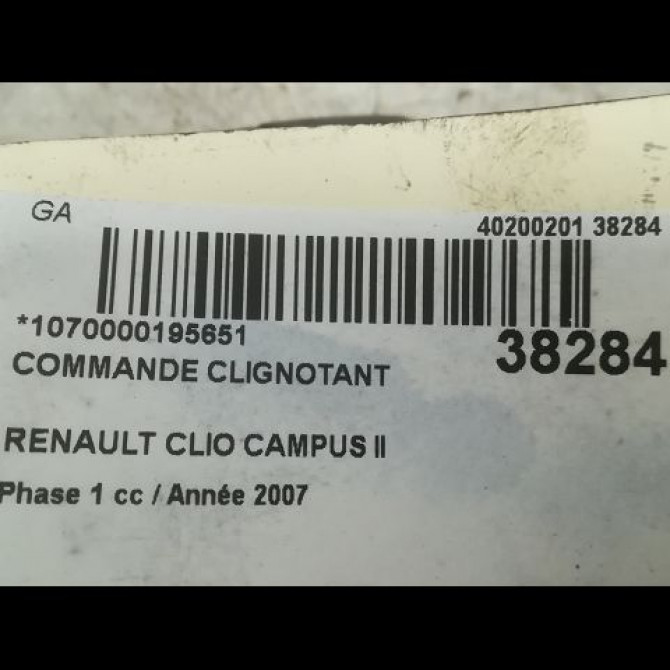 GA
40200201 38284
*1070000195651
38284
COMMANDE CLIGNOTANT
RENAULT CLIO CAMPUS II
Phase 1 cc / Année 2007